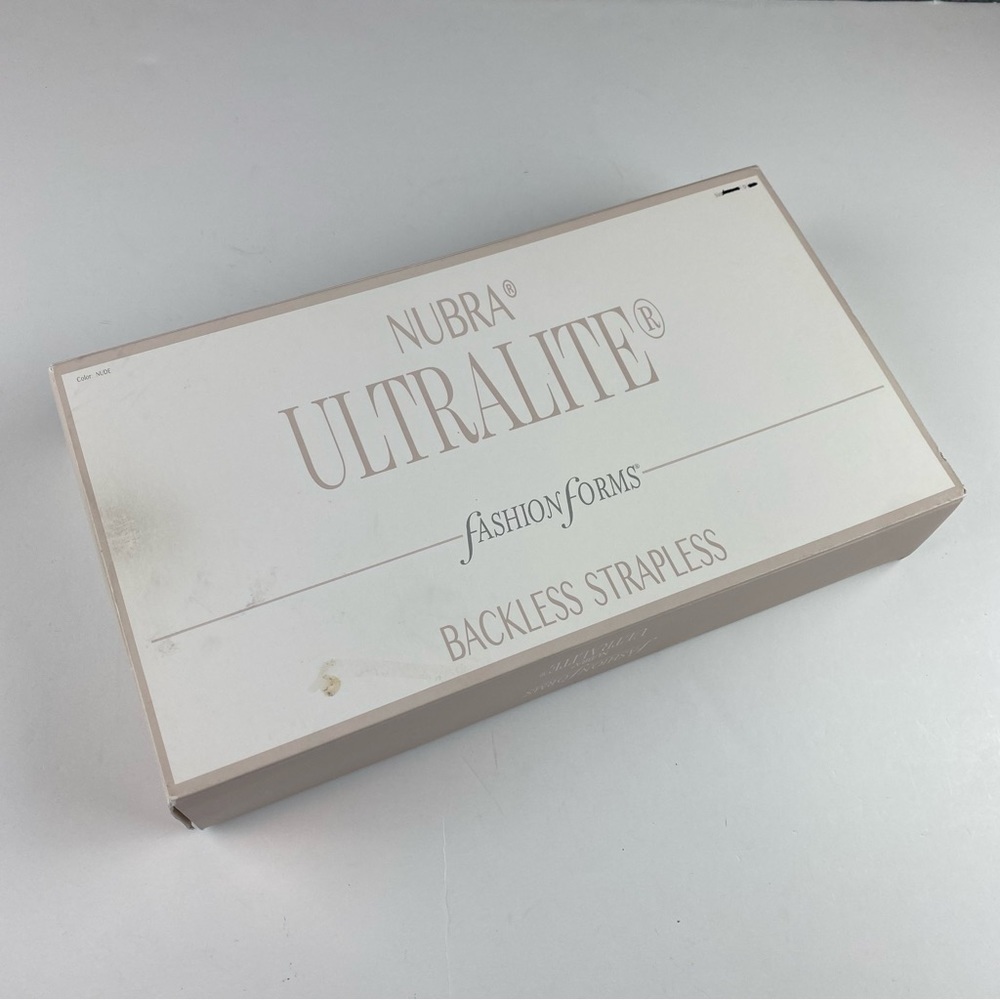 Color: NUDE
NUBRA®
ULTRALITE®
fASHION fORMS®
BACKLESS STRAPLESS